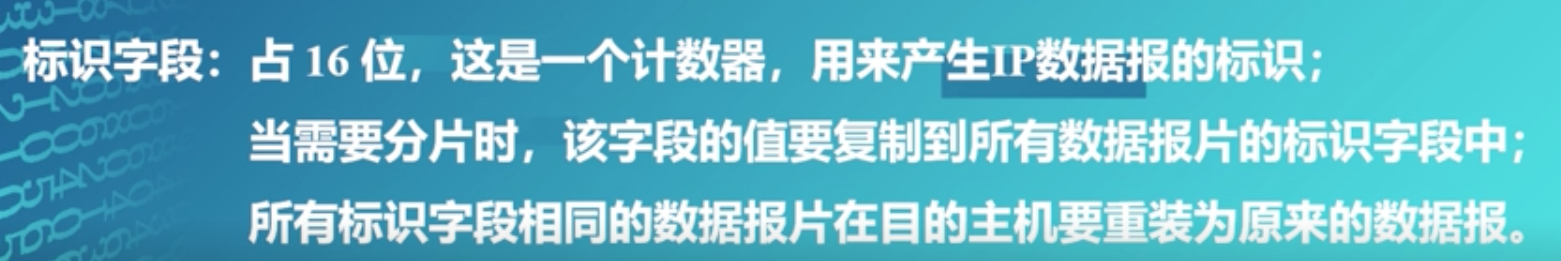 标识字段：占 16 位，这是一个计数器，用来产生IP数据报的标识；
当需要分片时，该字段的值要复制到所有数据报片的标识字段中；
所有标识字段相同的数据报片在目的主机要重装为原来的数据报。